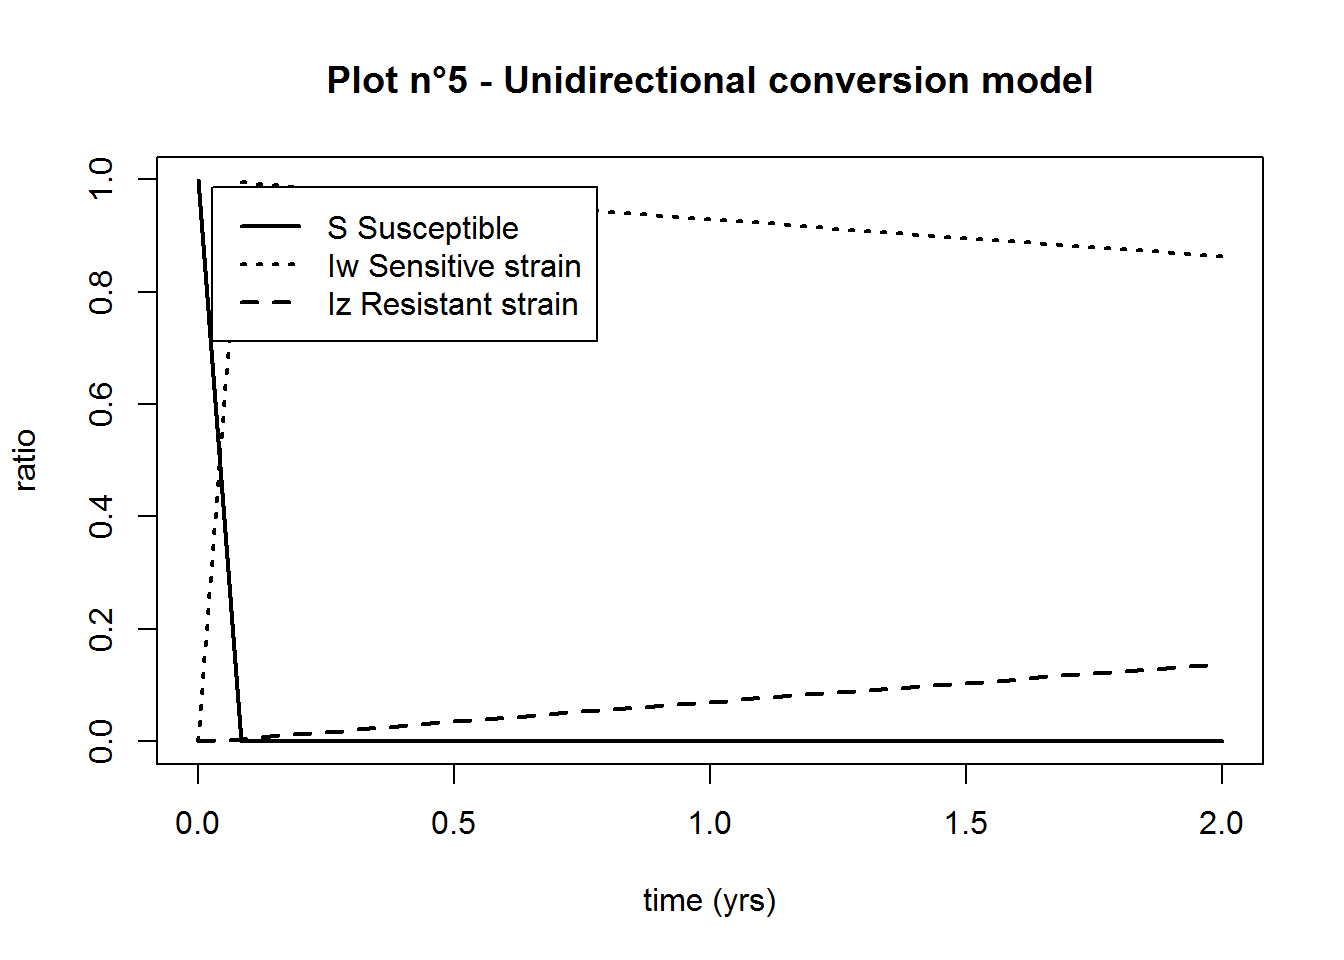 Plot n°5 - Unidirectional conversion model
1.0
0.8
0.6
0.4
0.2
0.0
ratio
S Susceptible
Iw Sensitive strain
Iz Resistant strain
0.0 0.5 1.0 1.5 2.0
time (yrs)